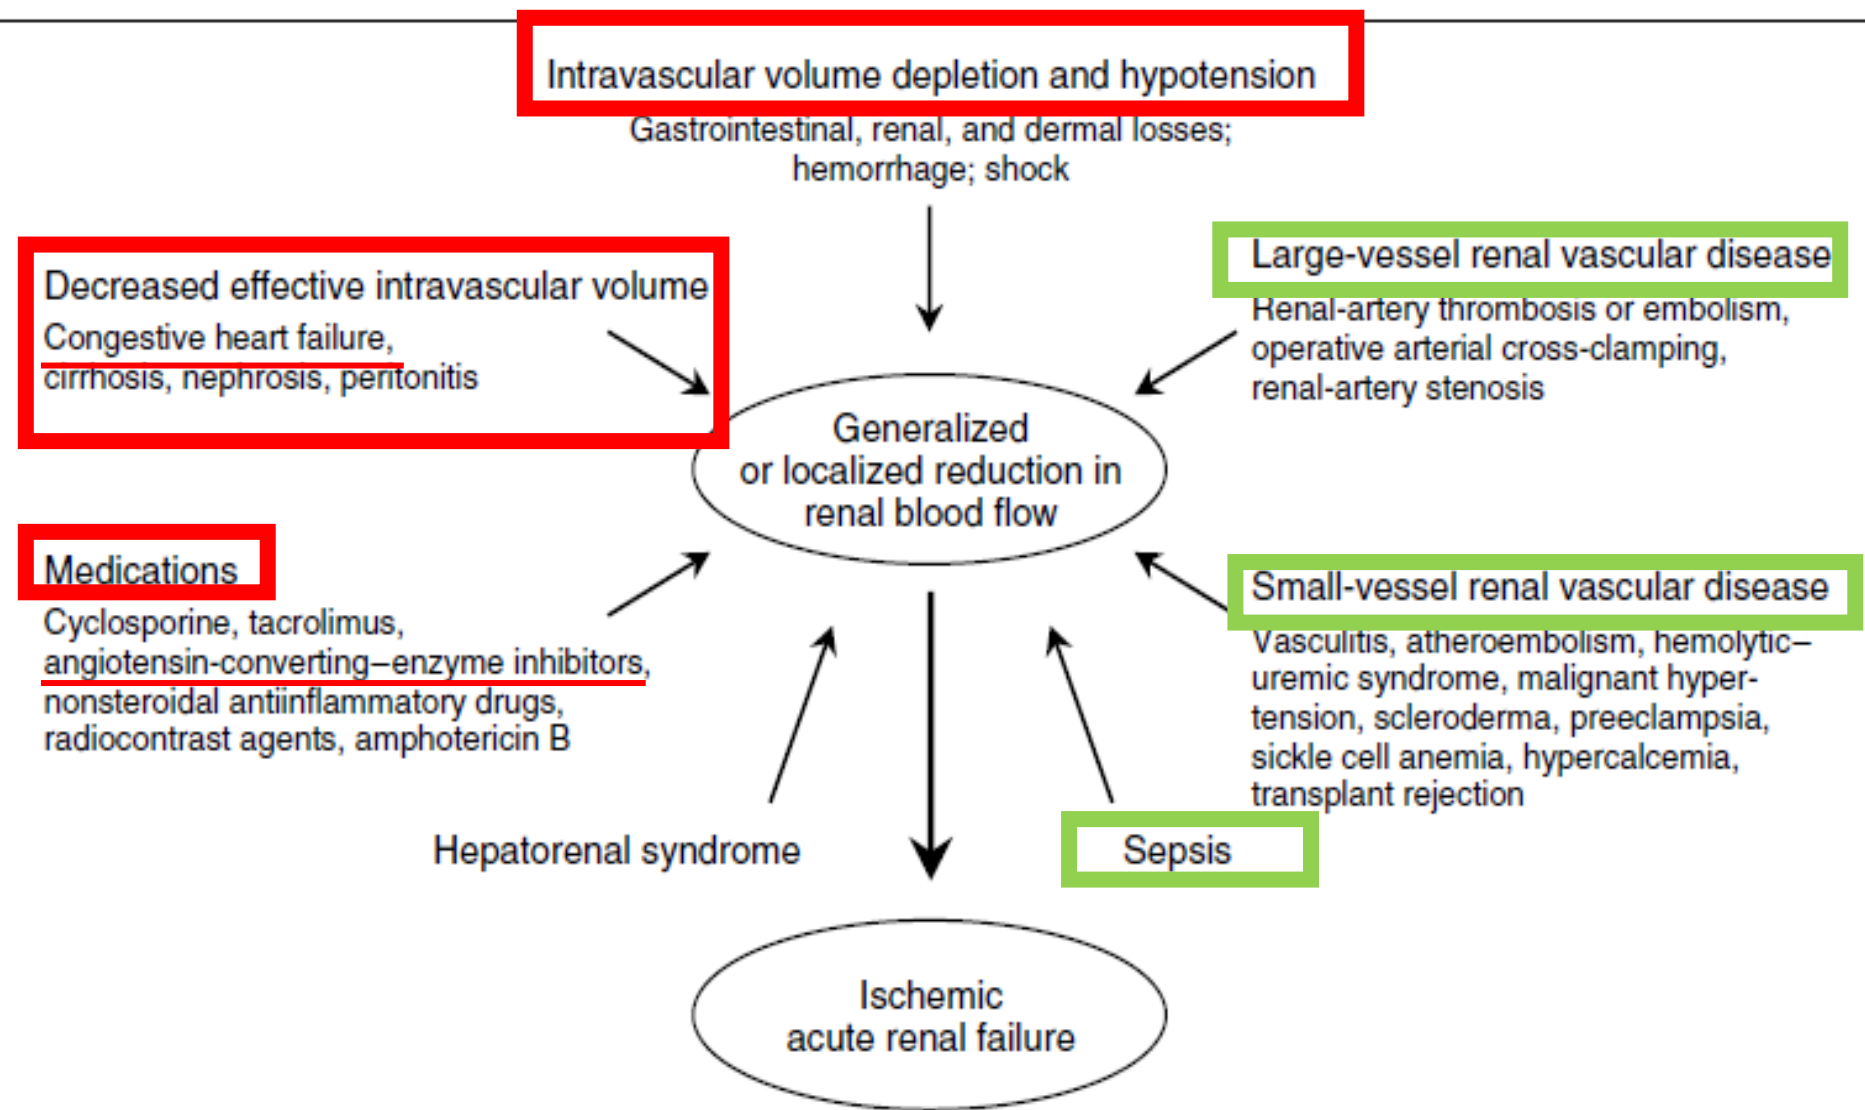 Intravascular volume depletion and hypotension
Gastrointestinal, renal, and dermal losses;
hemorrhage; shock
Decreased effective intravascular volume
Congestive heart failure,
cirrhosis, nephrosis, peritonitis
Large-vessel renal vascular disease
Renal-artery thrombosis or embolism,
operative arterial cross-clamping,
renal-artery stenosis
Generalized
or localized reduction in
renal blood flow
Medications
Cyclosporine, tacrolimus,
angiotensin-converting–enzyme inhibitors,
nonsteroidal antiinflammatory drugs,
radiocontrast agents, amphotericin B
Small-vessel renal vascular disease
Vasculitis, atheroembolism, hemolytic–
uremic syndrome, malignant hyper-
tension, scleroderma, preeclampsia,
sickle cell anemia, hypercalcemia,
transplant rejection
Hepatorenal syndrome
Sepsis
Ischemic
acute renal failure